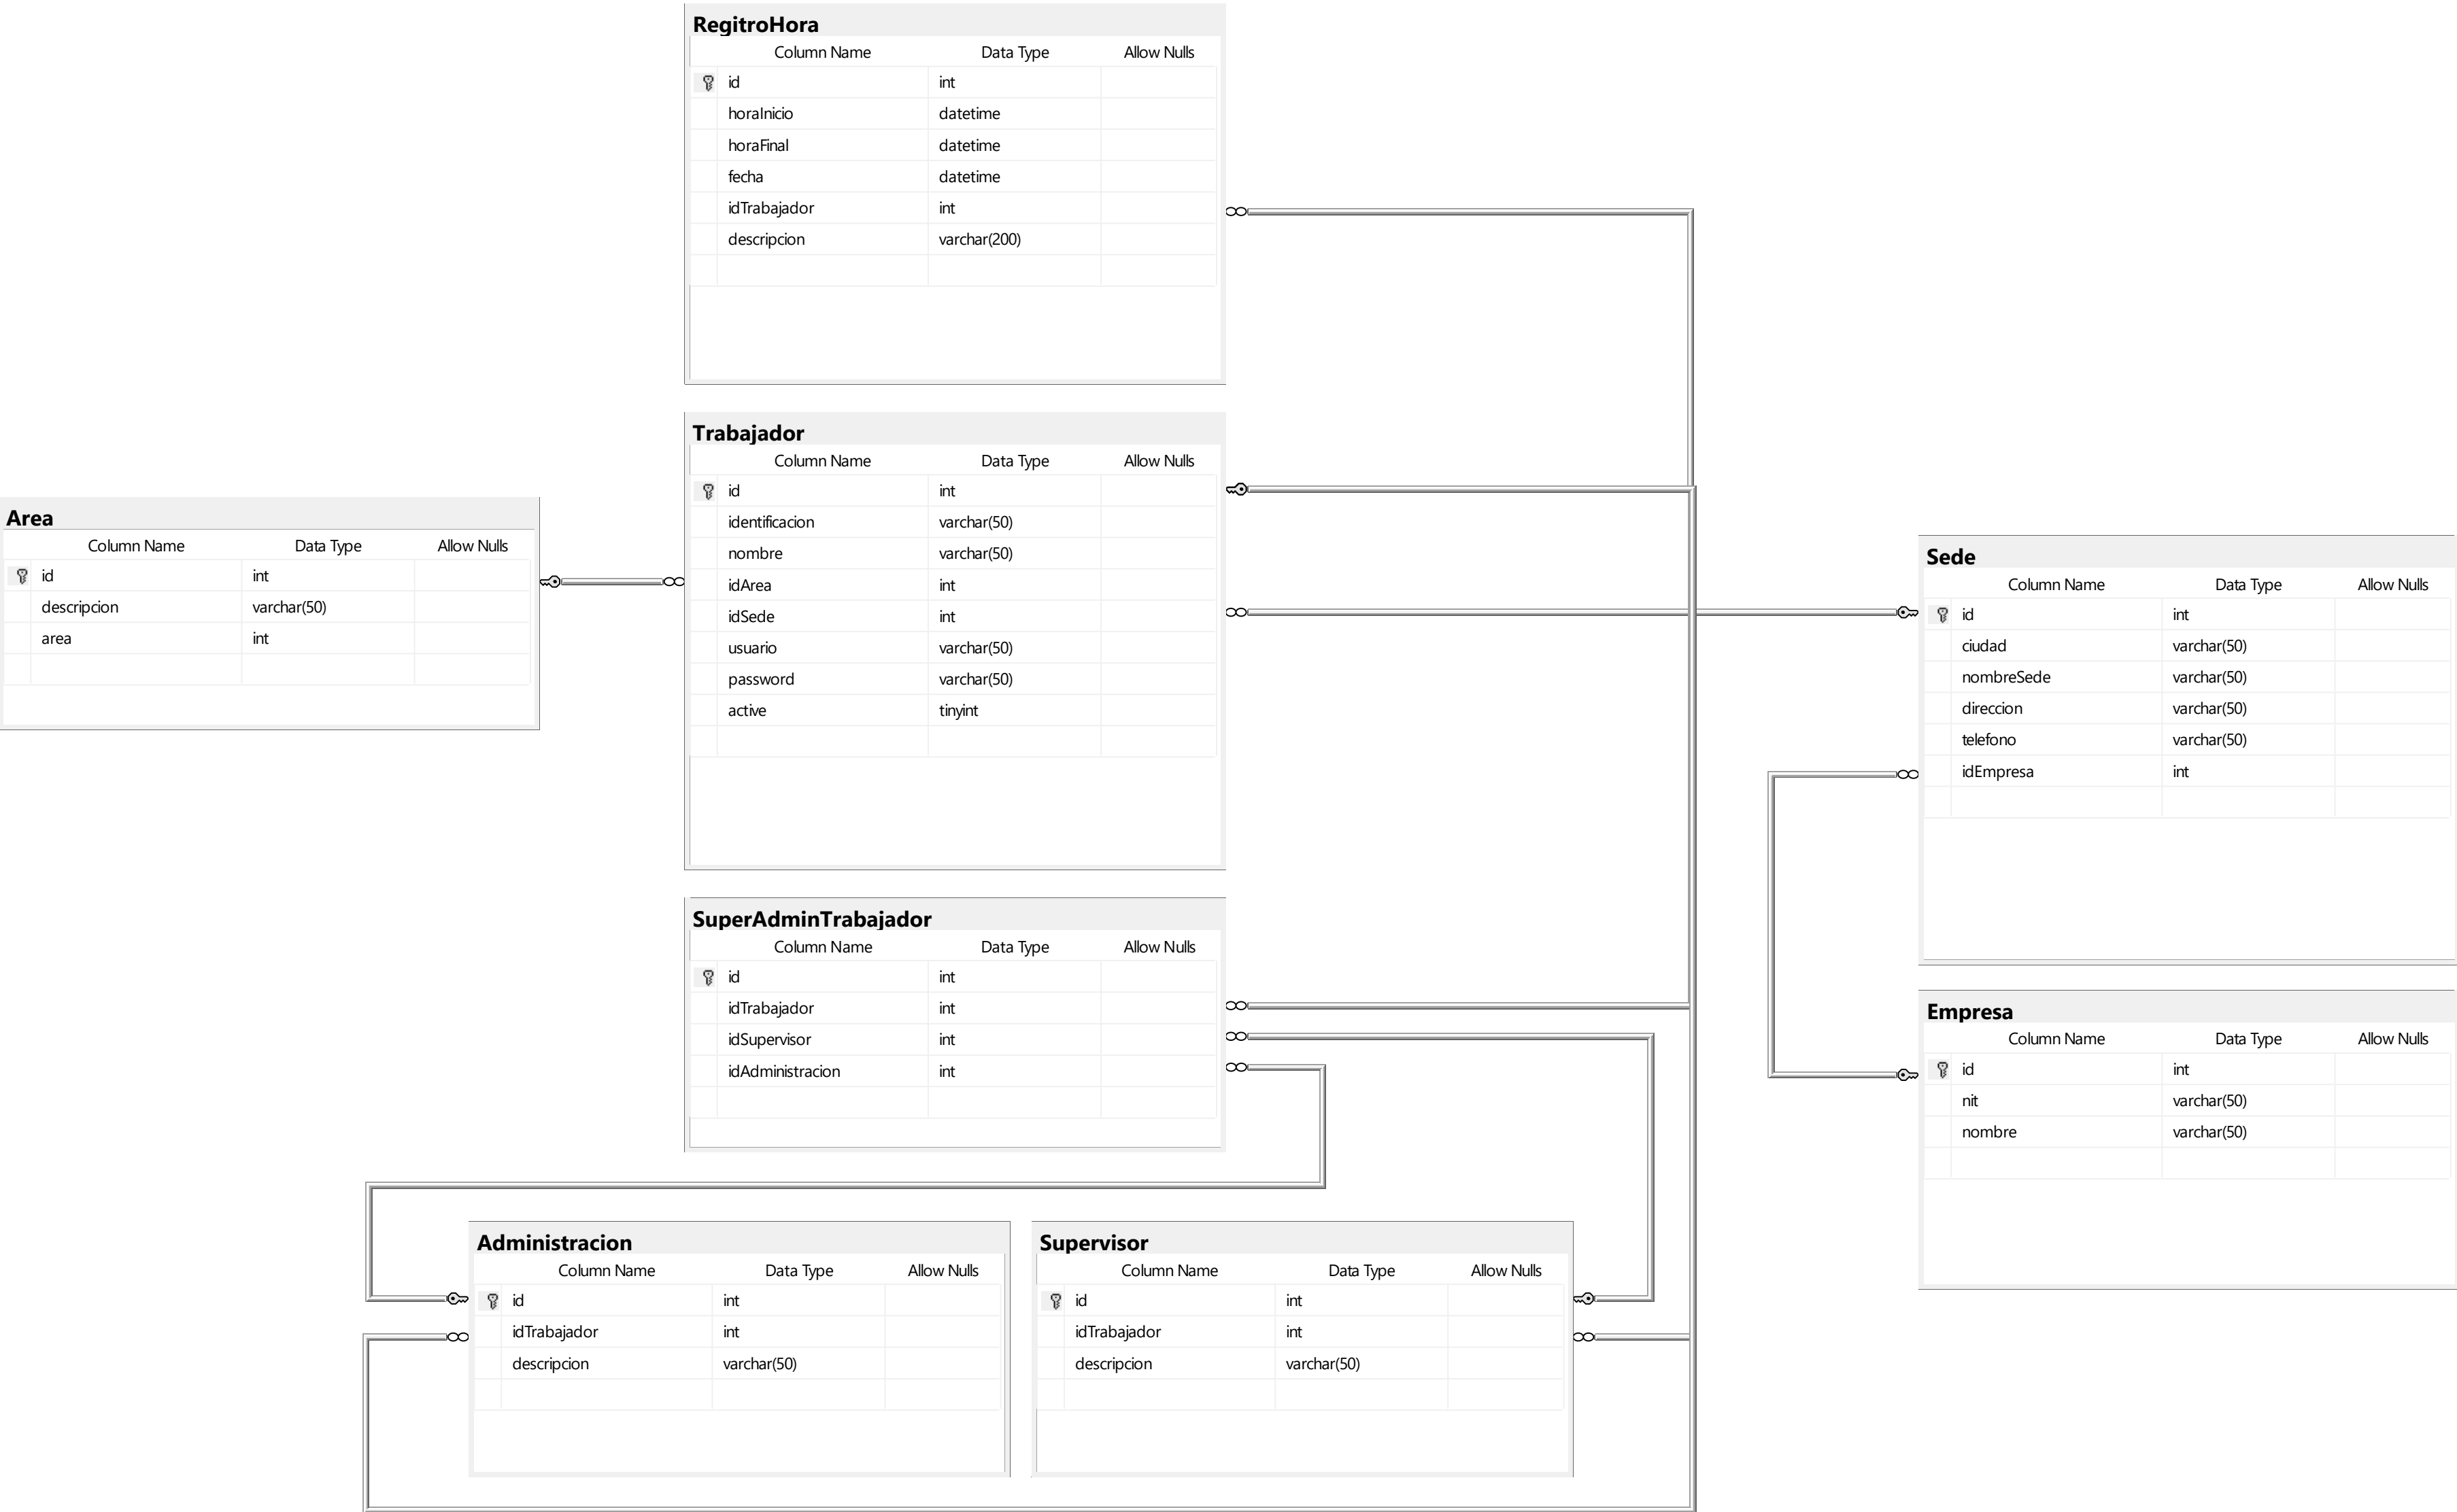 RegitroHora
Column Name Data Type Allow Nulls
id int
horaInicio datetime
horaFinal datetime
fecha datetime
idTrabajador int
descripcion varchar(200)
Trabajador
Column Name Data Type Allow Nulls
id int
identificacion varchar(50)
nombre varchar(50)
idArea int
idSede int
usuario varchar(50)
password varchar(50)
active tinyint
Area
Column Name Data Type Allow Nulls
id int
descripcion varchar(50)
area int
Sede
Column Name Data Type Allow Nulls
id int
ciudad varchar(50)
nombreSede varchar(50)
direccion varchar(50)
telefono varchar(50)
idEmpresa int
SuperAdminTrabajador
Column Name Data Type Allow Nulls
id int
idTrabajador int
idSupervisor int
idAdministracion int
Empresa
Column Name Data Type Allow Nulls
id int
nit varchar(50)
nombre varchar(50)
Administracion
Column Name Data Type Allow Nulls
id int
idTrabajador int
descripcion varchar(50)
Supervisor
Column Name Data Type Allow Nulls
id int
idTrabajador int
descripcion varchar(50)